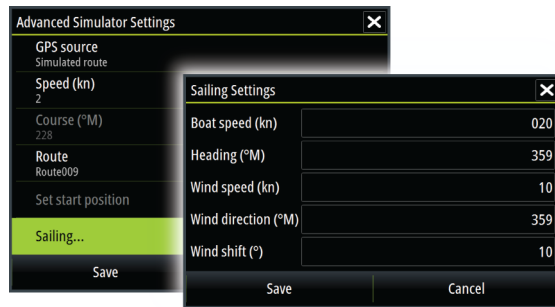 Advanced Simulator Settings
GPS source
Simulated route
Speed (kn)
2
Course (°M)
228
Route
Route009
Set start position
Sailing...
Save
Sailing Settings
Boat speed (kn) 020
Heading (°M) 359
Wind speed (kn) 10
Wind direction (°M) 359
Wind shift (°) 10
Save Cancel